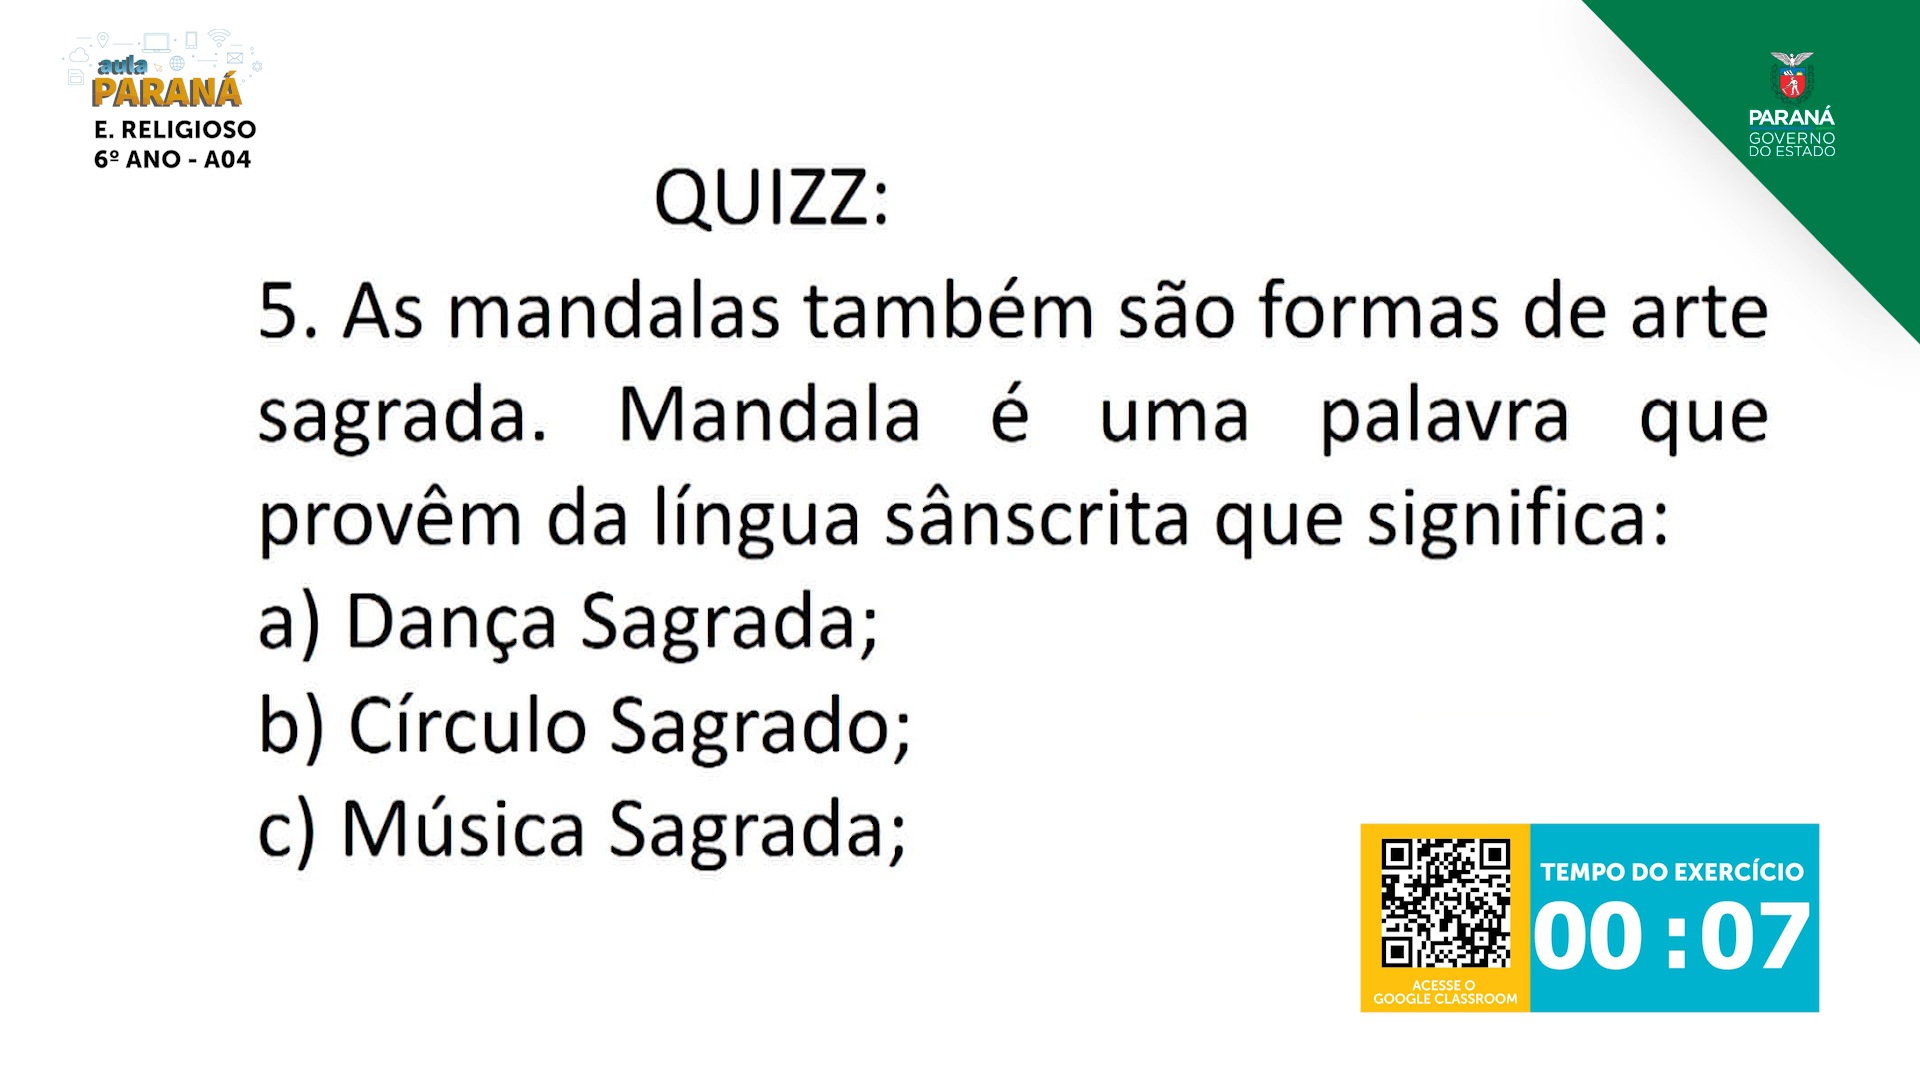 aula
PARANÁ
E. RELIGIOSO
6º ANO - A04
PARANÁ
GOVERNO
DO ESTADO
QUIZZ:
5. As mandalas também são formas de arte
sagrada. Mandala é uma palavra que
provêm da língua sânscrita que significa:
a) Dança Sagrada;
b) Círculo Sagrado;
c) Música Sagrada;
TEMPO DO EXERCÍCIO
00:07
ACESSE O
GOOGLE CLASSROOM